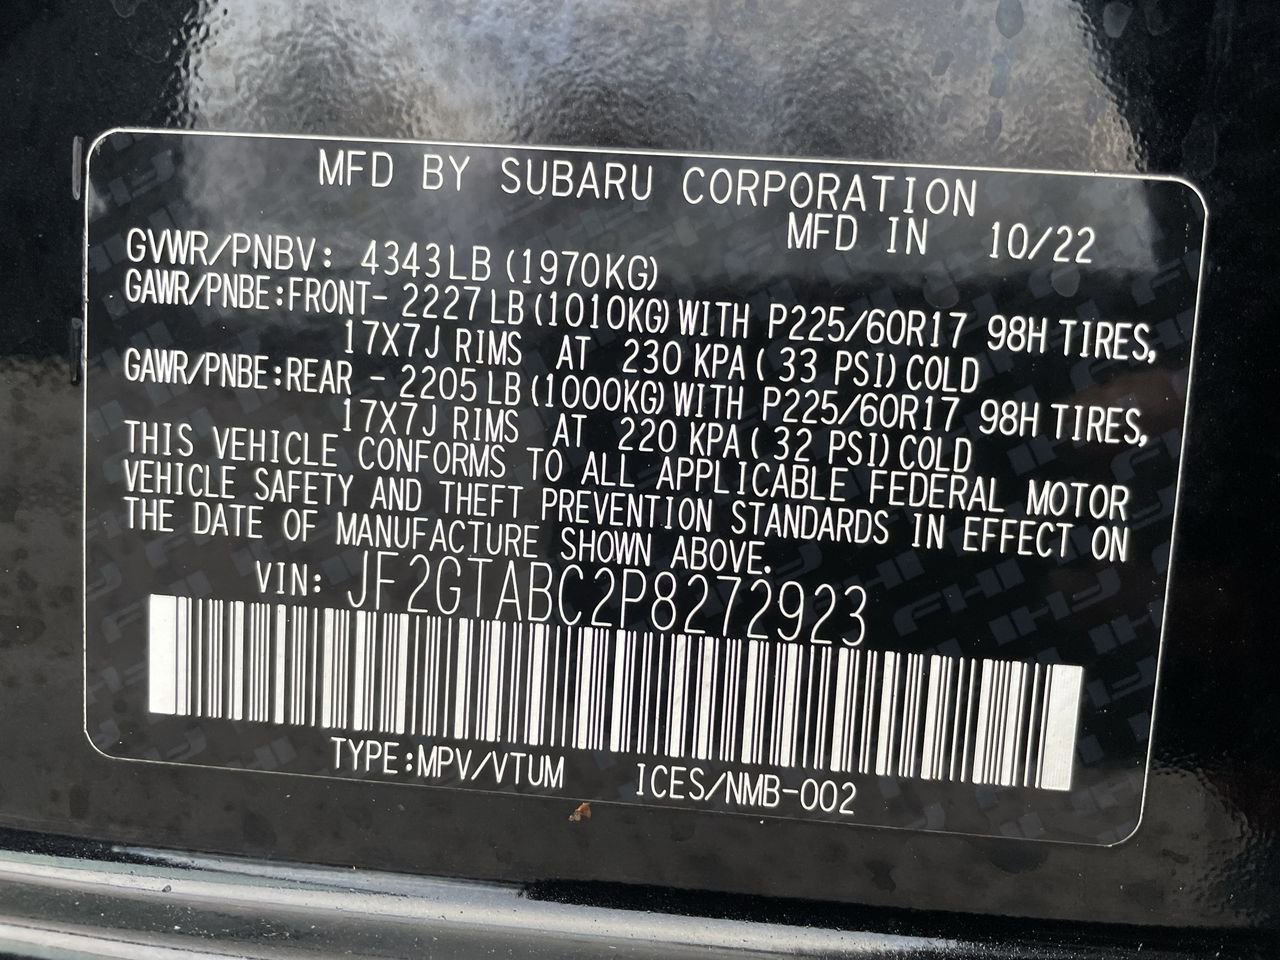 MFD BY SUBARU CORPORATION
MFD IN 10/22
GVWR/PNBV: 4343LB (1970KG)
GAWR/PNBE:FRONT- 2227LB (1010KG) WITH P225/60R17 98H TIRES,
17X7J RIMS AT 230 KPA ( 33 PSI) COLD
GAWR/PNBE:REAR - 2205LB (1000KG) WITH P225/60R17 98H TIRES,
17X7J RIMS AT 220 KPA ( 32 PSI) COLD
THIS VEHICLE CONFORMS TO ALL APPLICABLE FEDERAL MOTOR
VEHICLE SAFETY AND THEFT PREVENTION STANDARDS IN EFFECT ON
THE DATE OF MANUFACTURE SHOWN ABOVE.
VIN: JF2GTABC2P8272923
TYPE:MPV/VTUM ICES/NMB-002